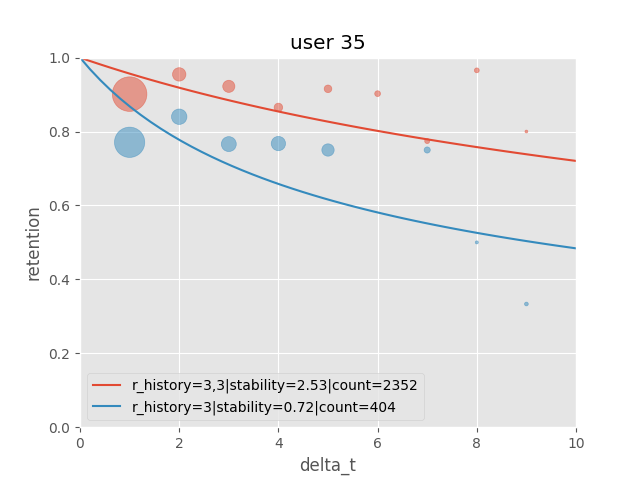 user 35
1.0
0.8
0.6
0.4
0.2
0.0
retention
r_history=3,3|stability=2.53|count=2352
r_history=3|stability=0.72|count=404
0 2 4 6 8 10
delta_t